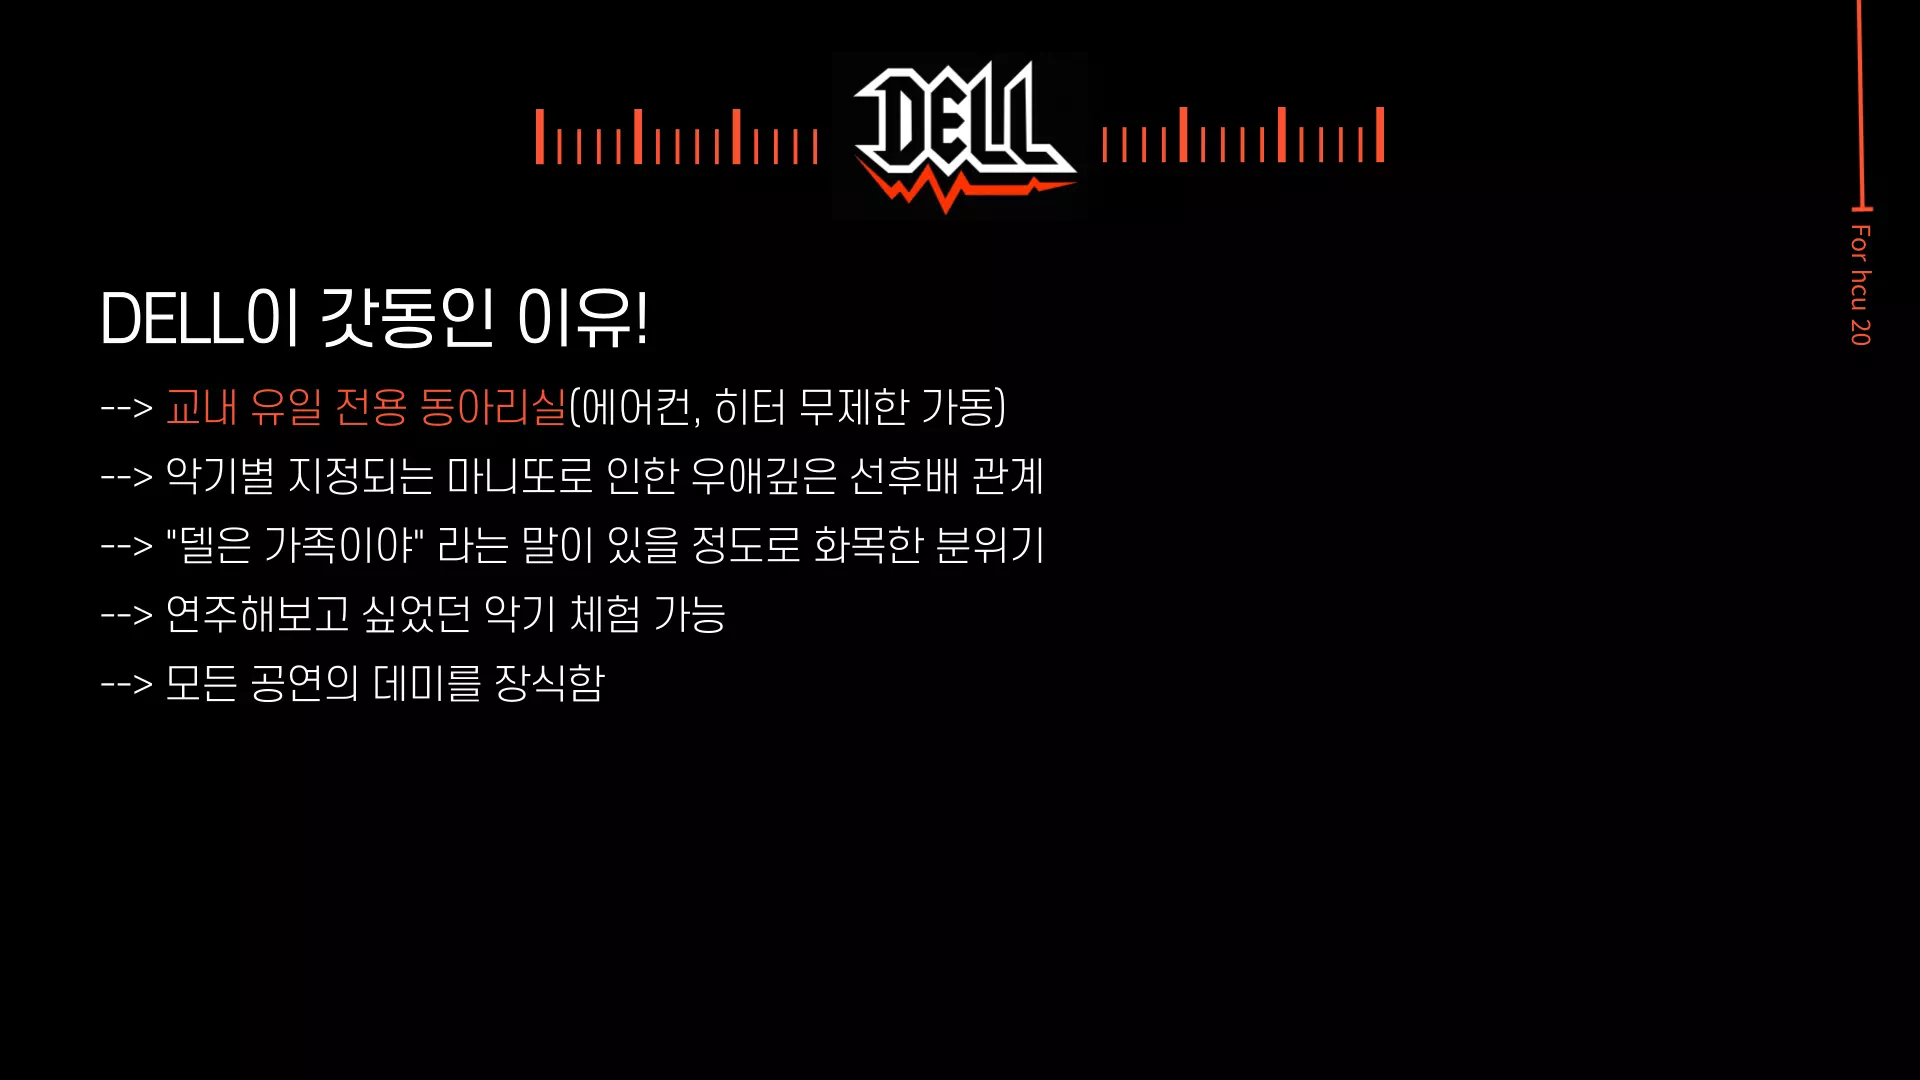 DELL
For hcu 20
DELL이 갓동인 이유!
--> 교내 유일 전용 동아리실(에어컨, 히터 무제한 가동)
--> 악기별 지정되는 마니또로 인한 우애깊은 선후배 관계
--> "델은 가족이야" 라는 말이 있을 정도로 화목한 분위기
--> 연주해보고 싶었던 악기 체험 가능
--> 모든 공연의 데미를 장식함